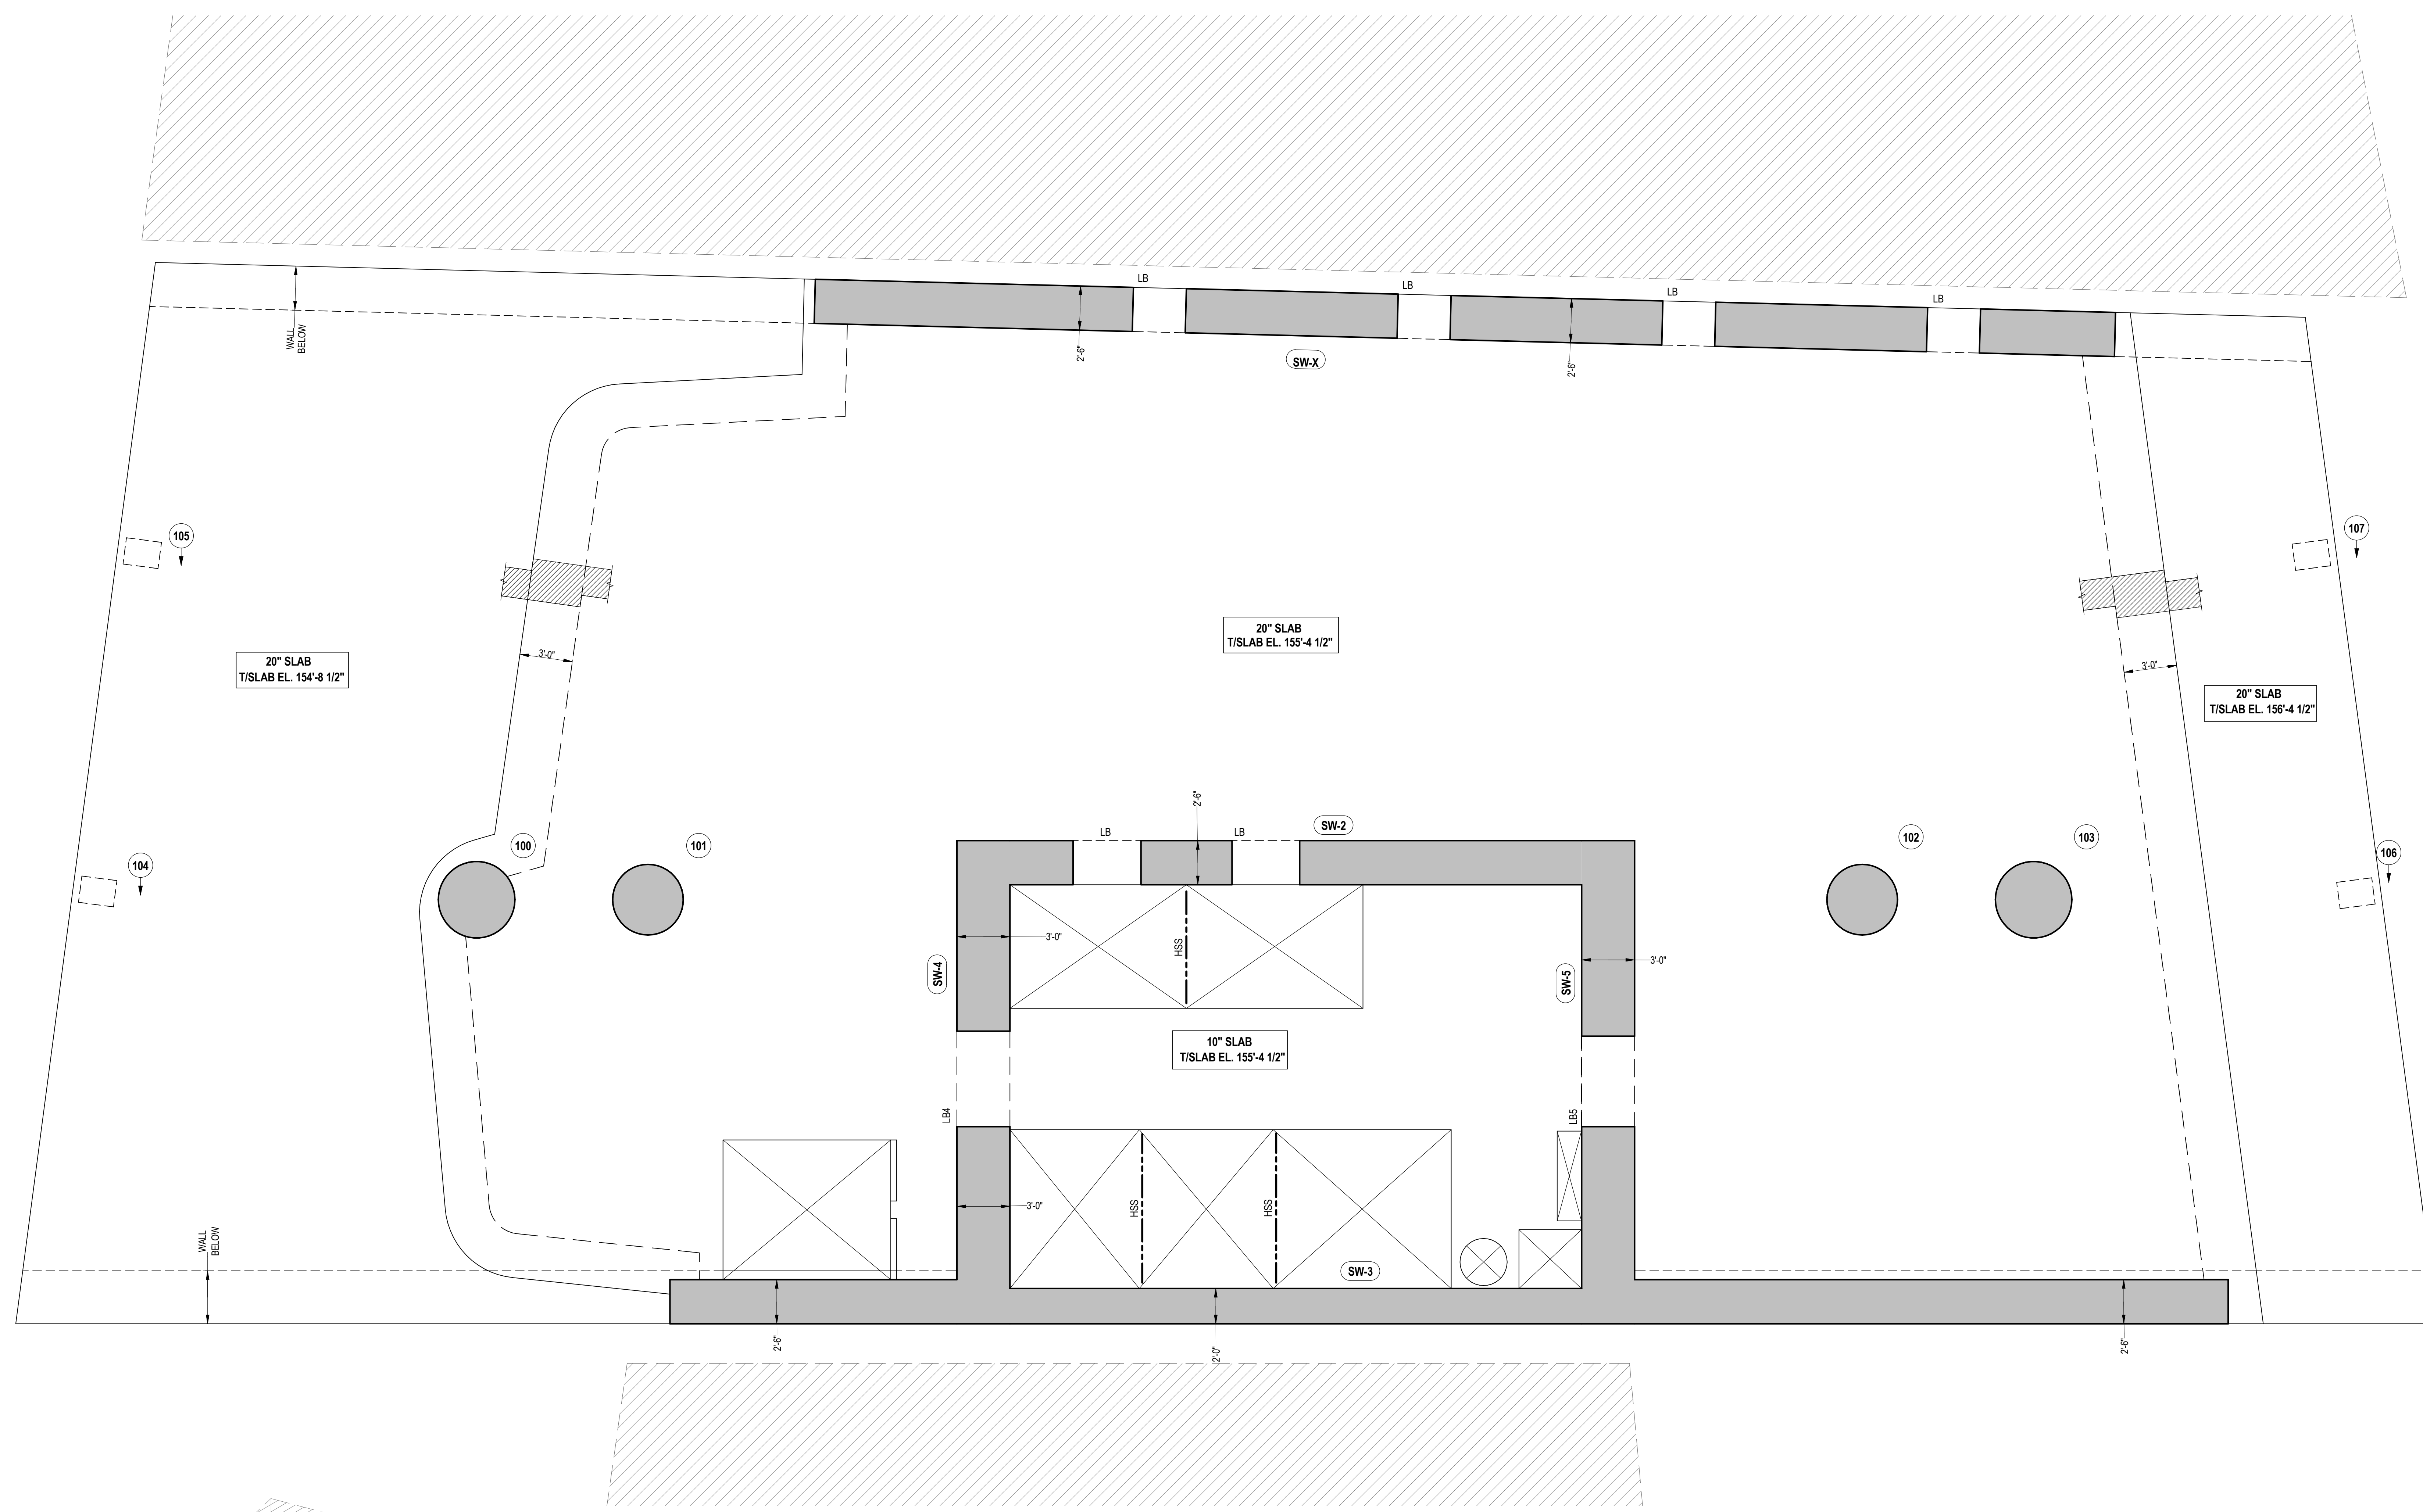 LB
LB
LB
LB
WALL
BELOW
2'-6"
SW-X
2'-6"
105
107
20" SLAB
T/SLAB EL. 155'-4 1/2"
3'-0"
20" SLAB
T/SLAB EL. 154'-8 1/2"
3'-0"
20" SLAB
T/SLAB EL. 156'-4 1/2"
2'-6"
LB
LB
SW-2
100
101
102
103
104
106
3'-0"
HSS
SW-4
SW-5
3'-0"
10" SLAB
T/SLAB EL. 155'-4 1/2"
LB4
LB5
3'-0"
HSS
HSS
WALL
BELOW
SW-3
2'-6"
2'-0"
2'-6"